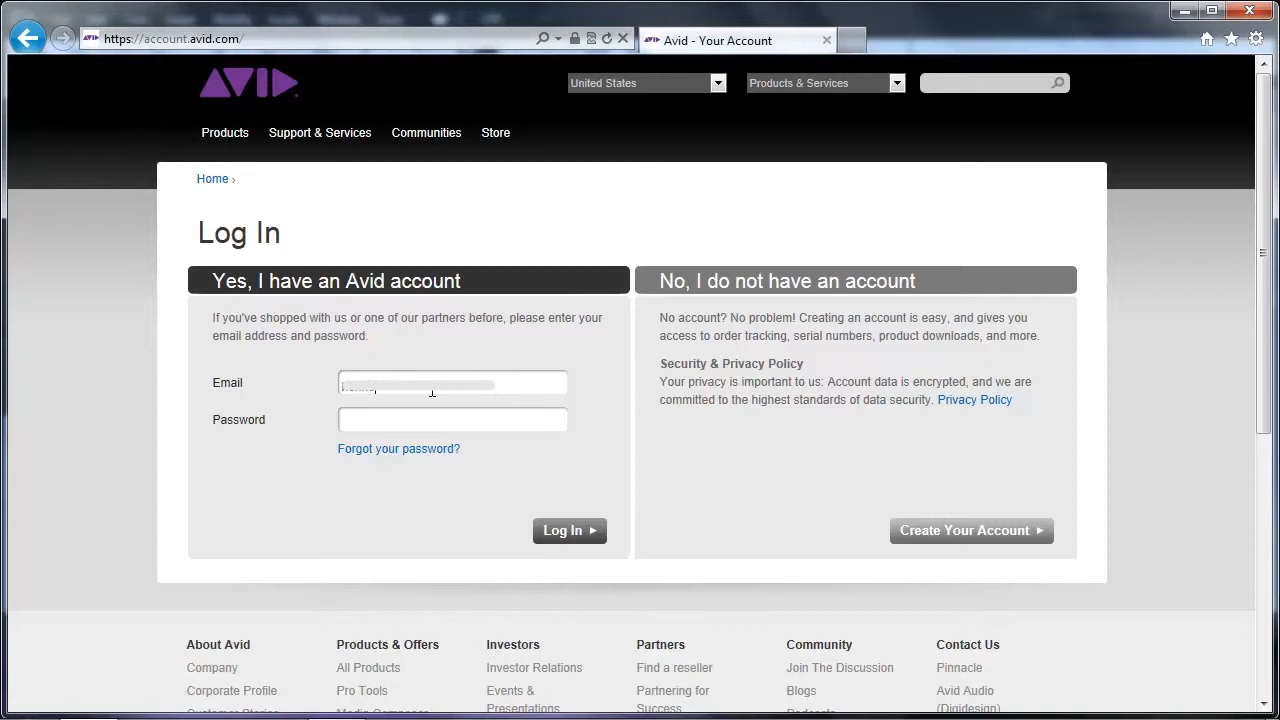 https://account.avid.com/
Avid - Your Account
AVID
United States
Products & Services
Products
Support & Services
Communities
Store
Home ›
Log In
Yes, I have an Avid account
If you've shopped with us or one of our partners before, please enter your
email address and password.
Email
Password
Forgot your password?
Log In
No, I do not have an account
No account? No problem! Creating an account is easy, and gives you
access to order tracking, serial numbers, product downloads, and more.
Security & Privacy Policy
Your privacy is important to us: Account data is encrypted, and we are
committed to the highest standards of data security. Privacy Policy
Create Your Account
About Avid
Company
Corporate Profile
Products & Offers
All Products
Pro Tools
Investors
Investor Relations
Events &
Presentations
Partners
Find a reseller
Partnering for
Success
Community
Join The Discussion
Blogs
Contact Us
Pinnacle
Avid Audio
(Digidesign)